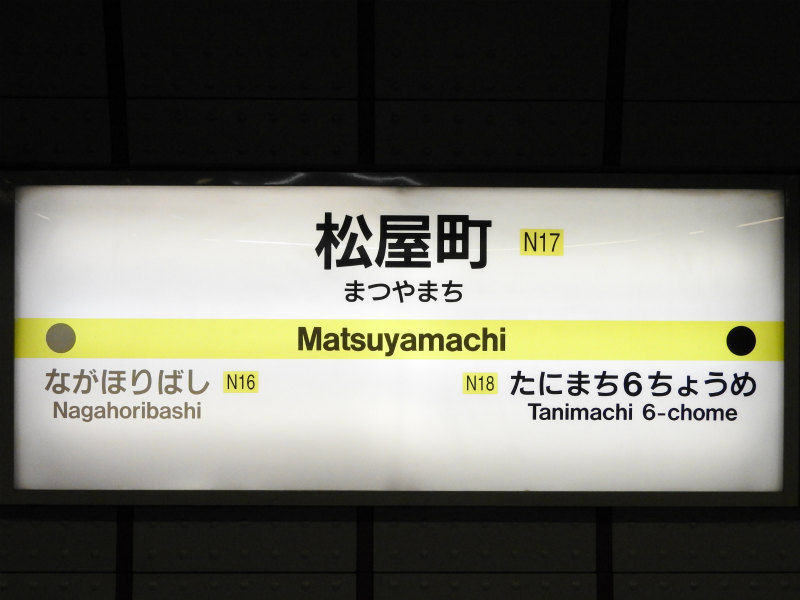 松屋町 N17
まつやまち
Matsuyamachi
ながほりばし N16
Nagahoribashi
N18 たにまち6ちょうめ
Tanimachi 6-chome